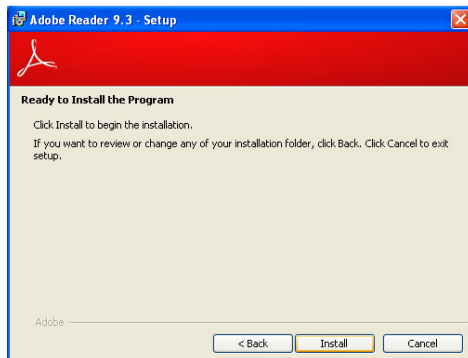 Adobe Reader 9.3 - Setup
Ready to Install the Program
Click Install to begin the installation.
If you want to review or change any of your installation folder, click Back. Click Cancel to exit
setup.
Adobe
< Back Install Cancel